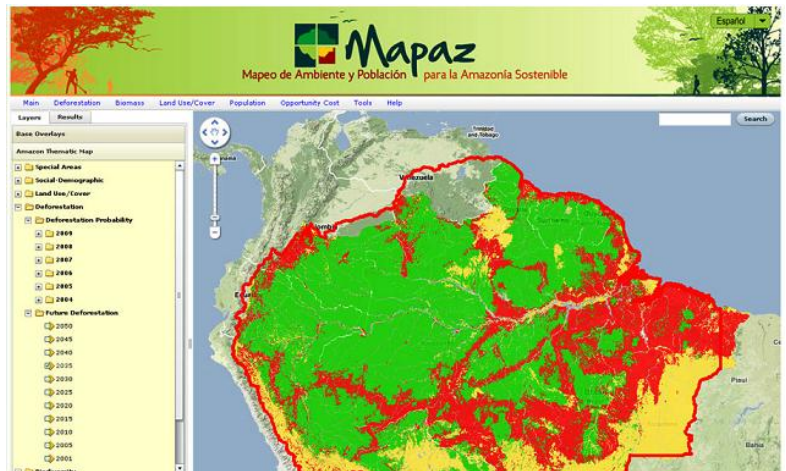 Español
Mapaz
Mapeo de Ambiente y Población para la Amazonía Sostenible
Main Deforestation Biomass Land Use/Cover Population Opportunity Cost Tools Help
Layers Results
Search
Base Overlays
Amazon Thematic Map
Special Areas
Social-Demographic
Land Use/Cover
Deforestation
Deforestation Probability
2009
2008
2007
2006
2005
2004
Future Deforestation
2050
2045
2040
2035
2030
2025
2020
2015
2010
2005
2001
Trinidad
and Tobago
Venezuela
Piauí
Bahia